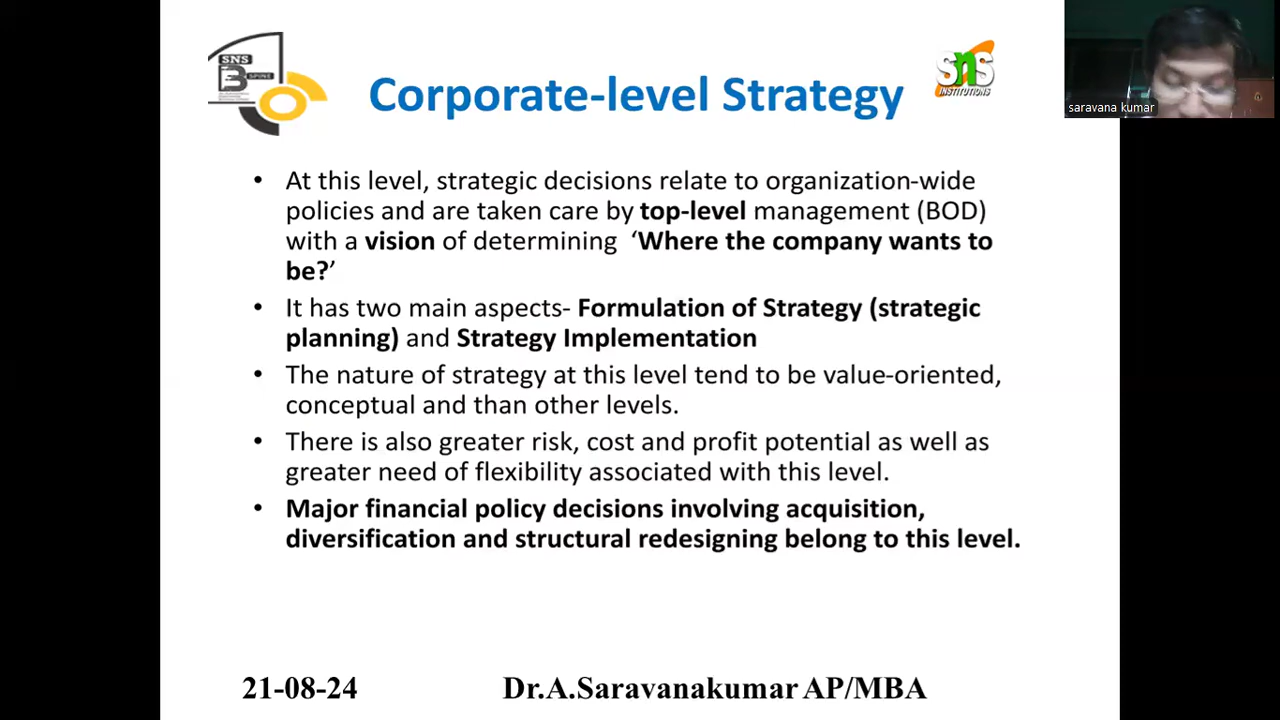 SNS
B SPINE
Corporate-level Strategy
SNS
INSTITUTIONS
saravana kumar
• At this level, strategic decisions relate to organization-wide
policies and are taken care by top-level management (BOD)
with a vision of determining ‘Where the company wants to
be?’
• It has two main aspects- Formulation of Strategy (strategic
planning) and Strategy Implementation
• The nature of strategy at this level tend to be value-oriented,
conceptual and than other levels.
• There is also greater risk, cost and profit potential as well as
greater need of flexibility associated with this level.
• Major financial policy decisions involving acquisition,
diversification and structural redesigning belong to this level.
21-08-24
Dr.A.Saravanakumar AP/MBA